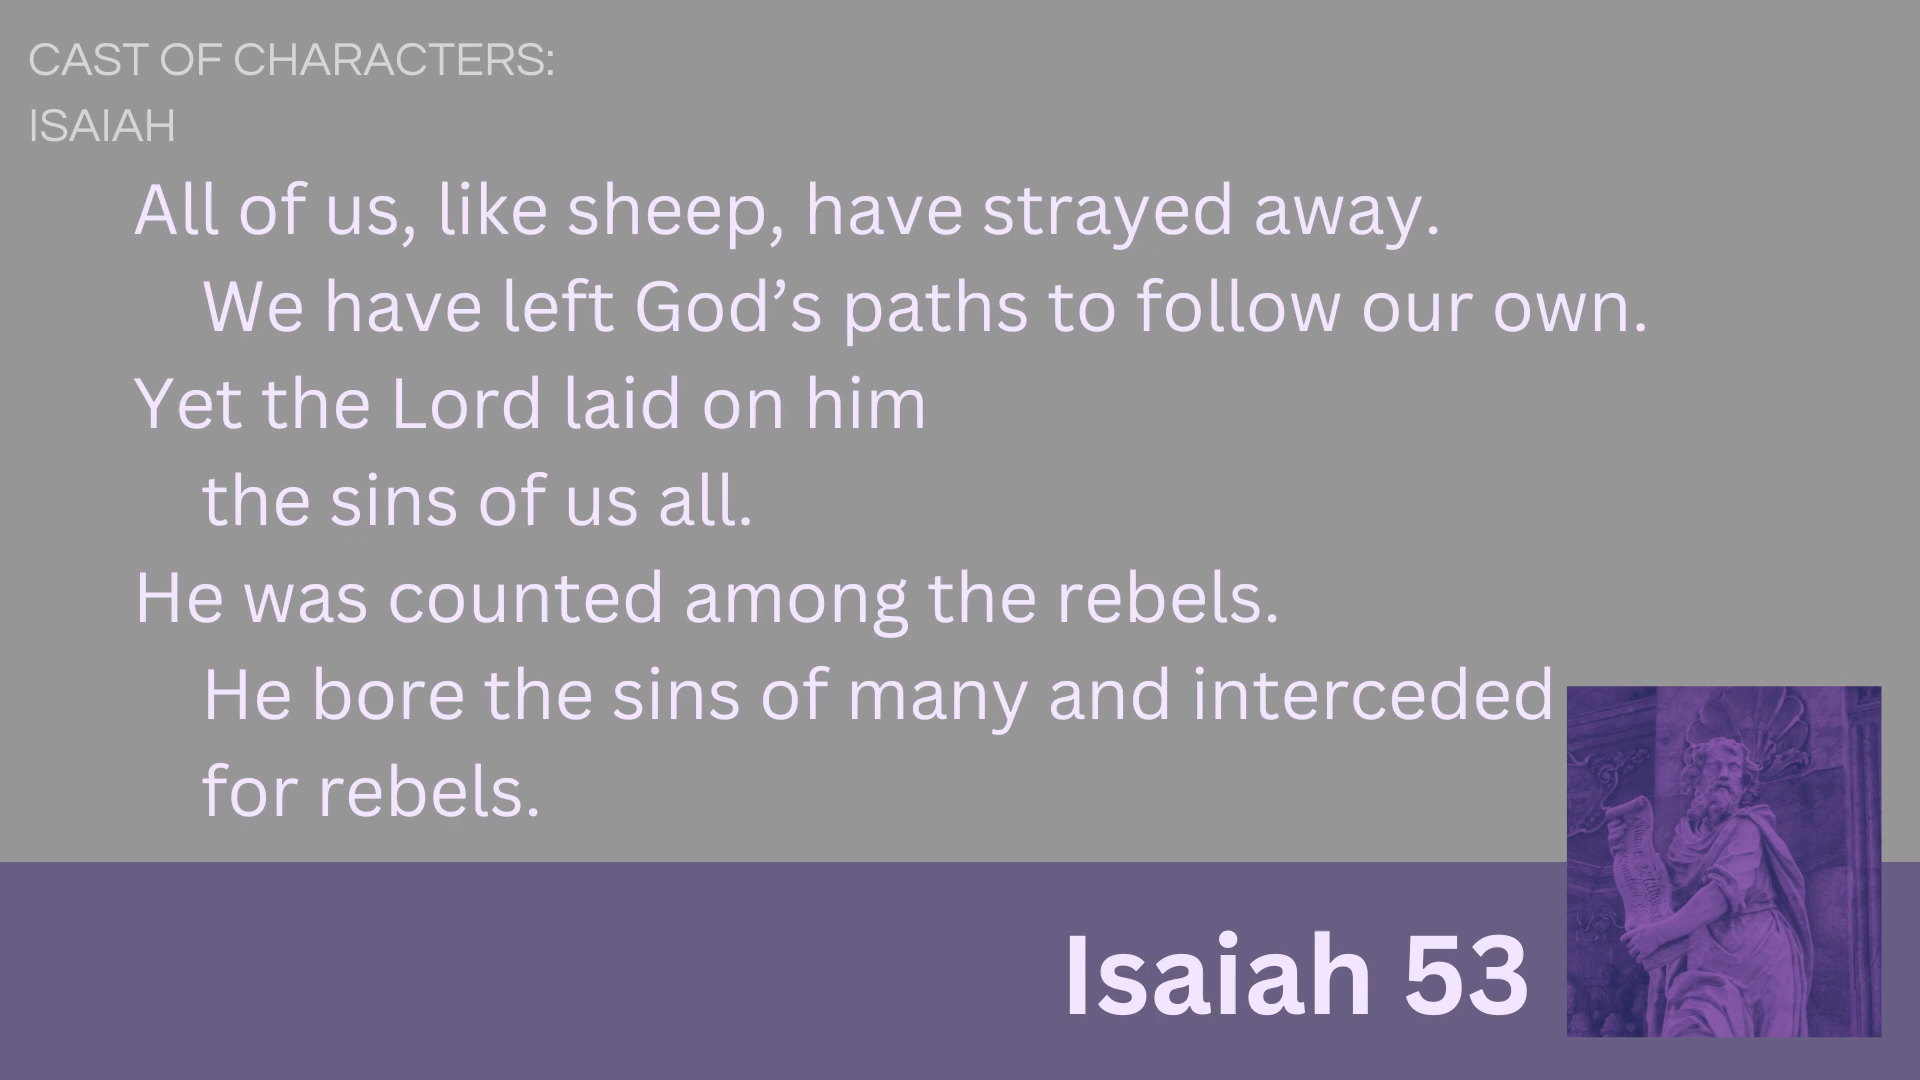 CAST OF CHARACTERS:
ISAIAH
All of us, like sheep, have strayed away.
We have left God’s paths to follow our own.
Yet the Lord laid on him
the sins of us all.
He was counted among the rebels.
He bore the sins of many and interceded
for rebels.
Isaiah 53